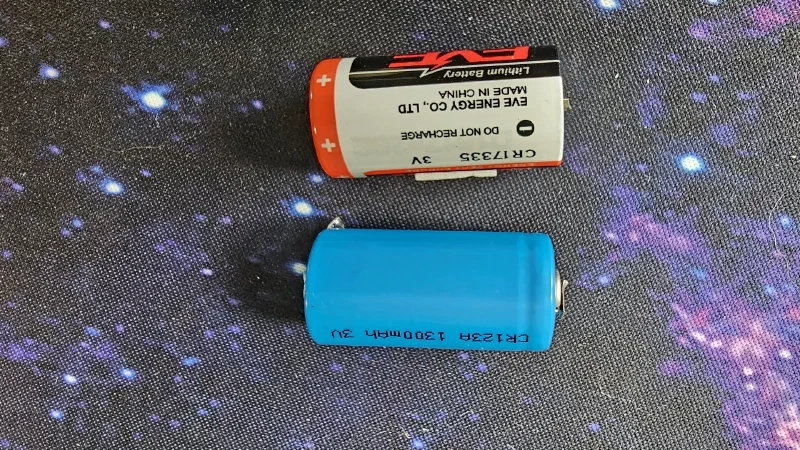 EVE
Lithium Battery
EVE ENERGY CO., LTD
MADE IN CHINA
DO NOT RECHARGE
CR17335 3V
+
+
CR123A 1300mAh 3V